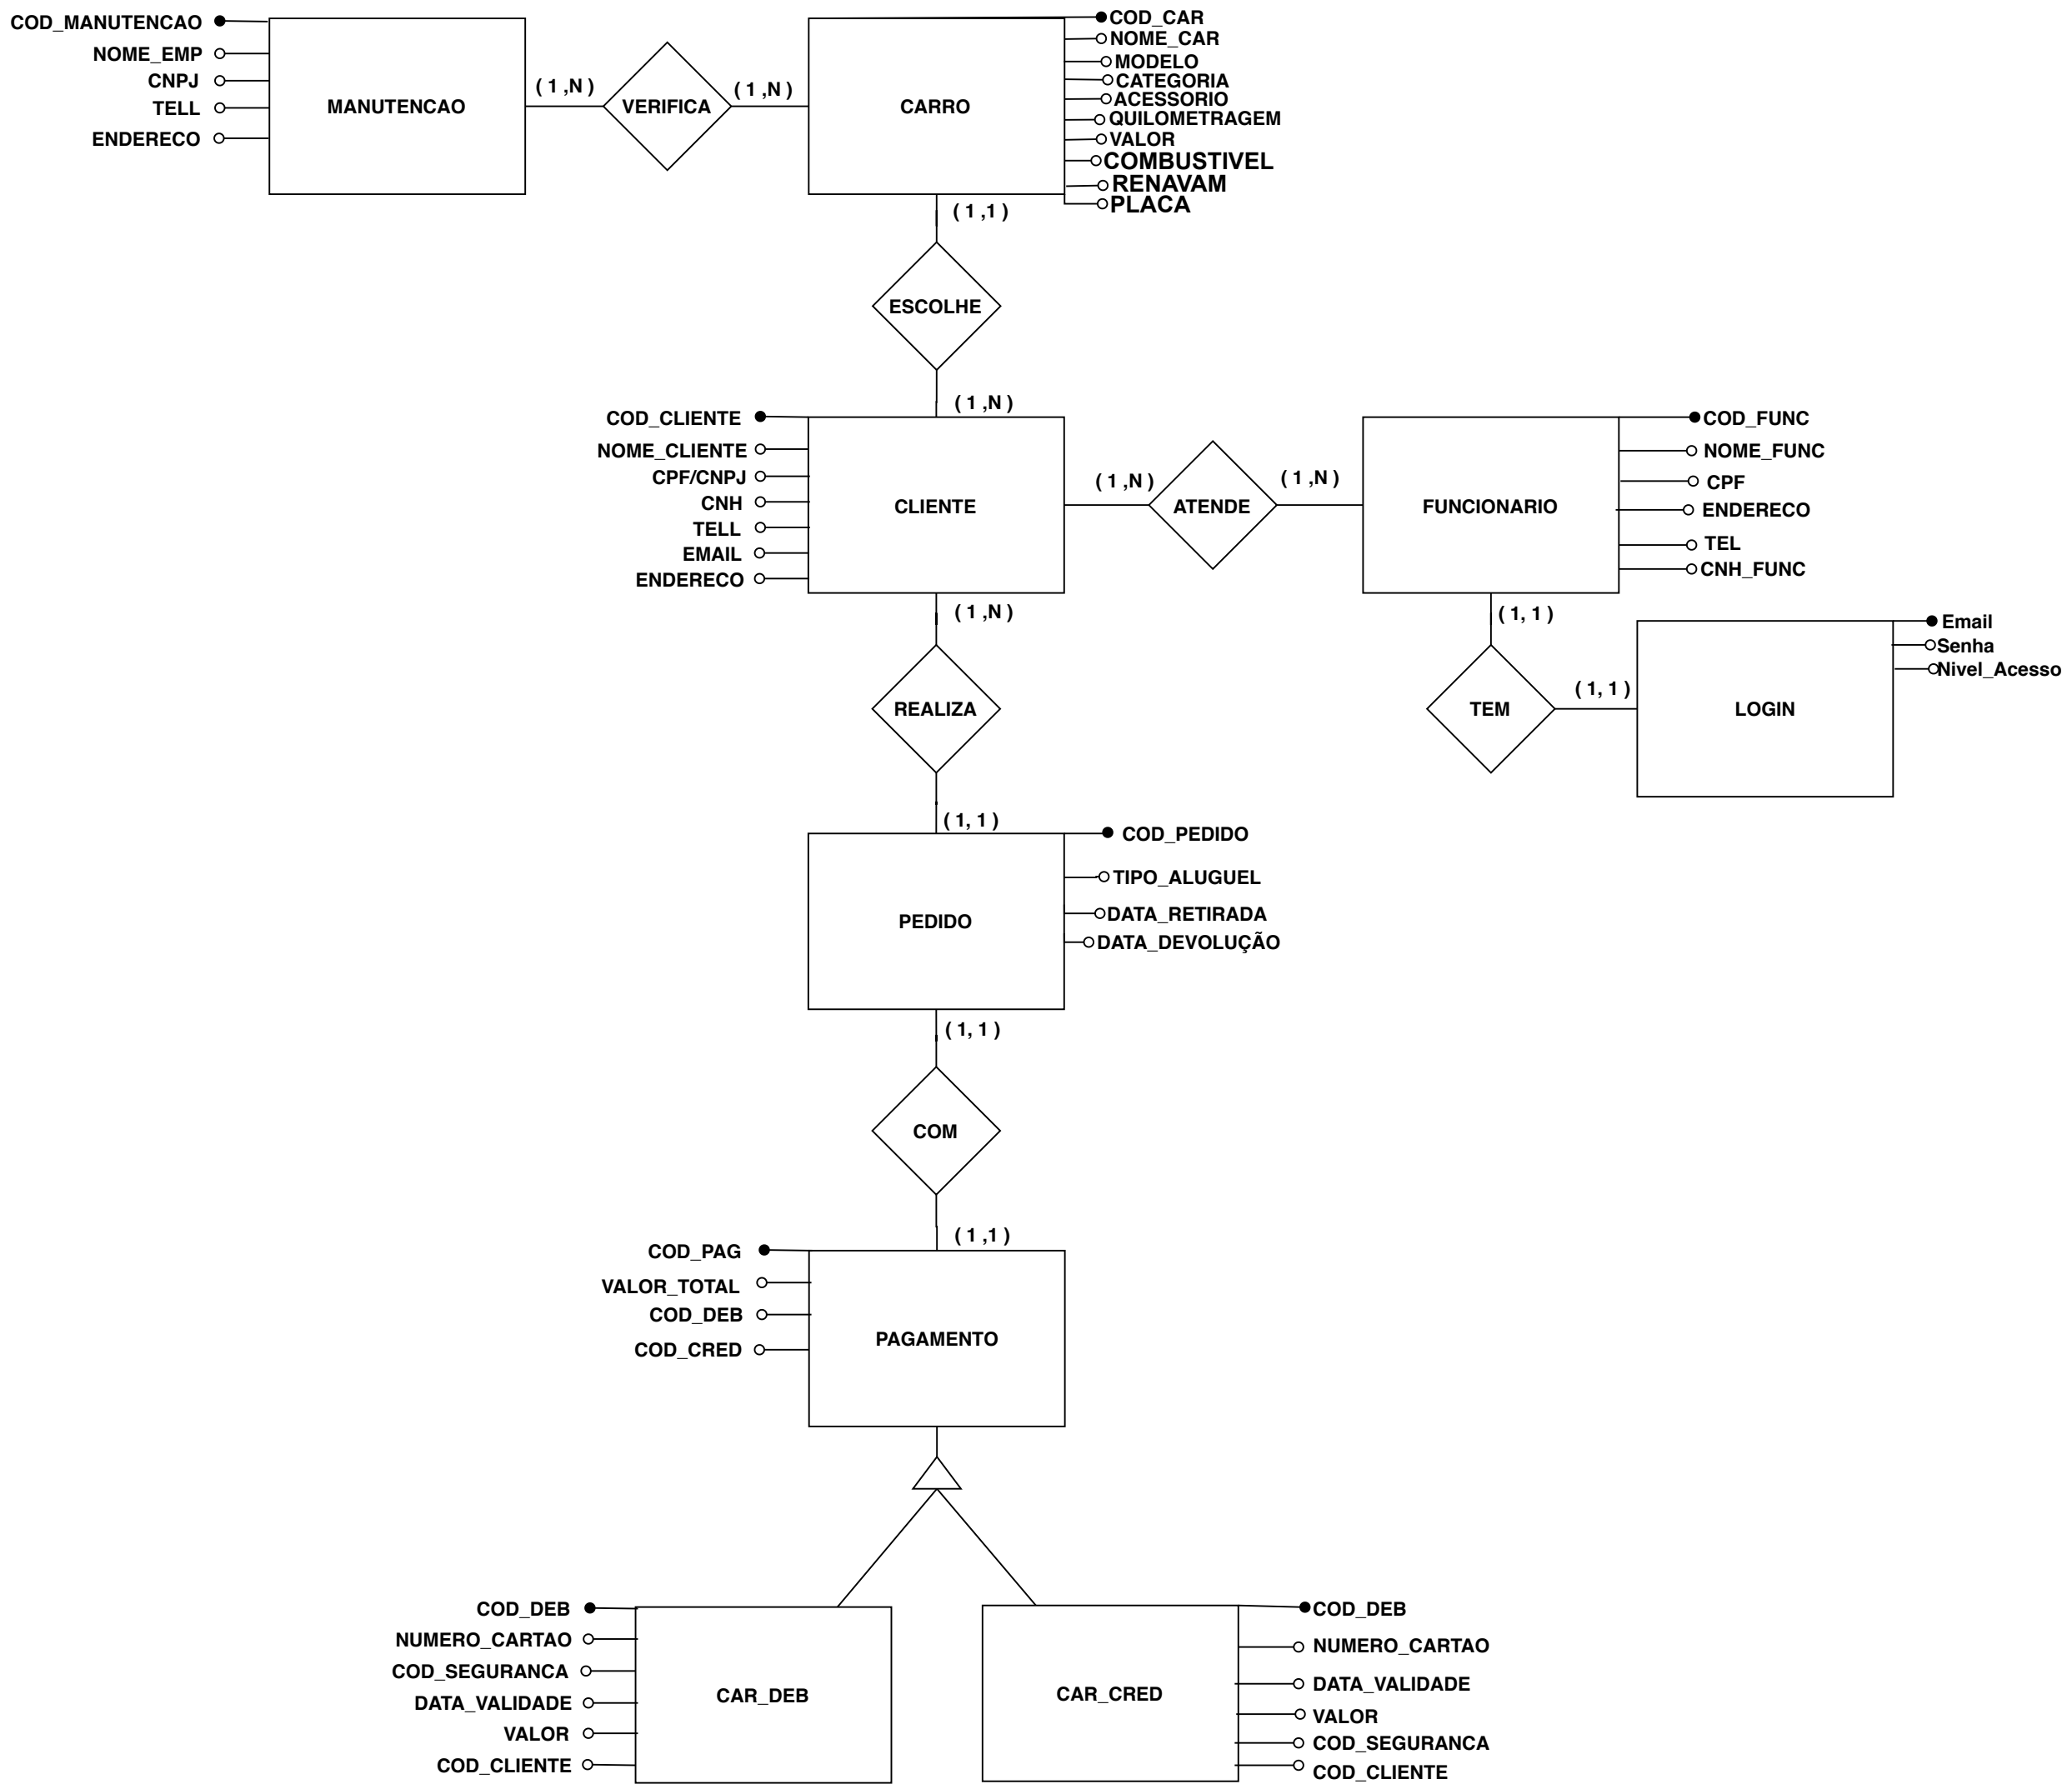 COD_MANUTENCAO
NOME_EMP
CNPJ
TELL
ENDERECO
MANUTENCAO
( 1 ,N )
VERIFICA
( 1 ,N )
CARRO
COD_CAR
NOME_CAR
MODELO
CATEGORIA
ACESSORIO
QUILOMETRAGEM
VALOR
COMBUSTIVEL
RENAVAM
PLACA
( 1 ,1 )
ESCOLHE
( 1 ,N )
COD_CLIENTE
NOME_CLIENTE
CPF/CNPJ
CNH
TELL
EMAIL
ENDERECO
CLIENTE
( 1 ,N )
ATENDE
( 1 ,N )
FUNCIONARIO
COD_FUNC
NOME_FUNC
CPF
ENDERECO
TEL
CNH_FUNC
( 1, 1 )
TEM
( 1, 1 )
LOGIN
Email
Senha
Nivel_Acesso
( 1 ,N )
REALIZA
( 1, 1 )
PEDIDO
COD_PEDIDO
TIPO_ALUGUEL
DATA_RETIRADA
DATA_DEVOLUÇÃO
( 1, 1 )
COM
( 1 ,1 )
COD_PAG
VALOR_TOTAL
COD_DEB
COD_CRED
PAGAMENTO
COD_DEB
NUMERO_CARTAO
COD_SEGURANCA
DATA_VALIDADE
VALOR
COD_CLIENTE
CAR_DEB
CAR_CRED
COD_DEB
NUMERO_CARTAO
DATA_VALIDADE
VALOR
COD_SEGURANCA
COD_CLIENTE